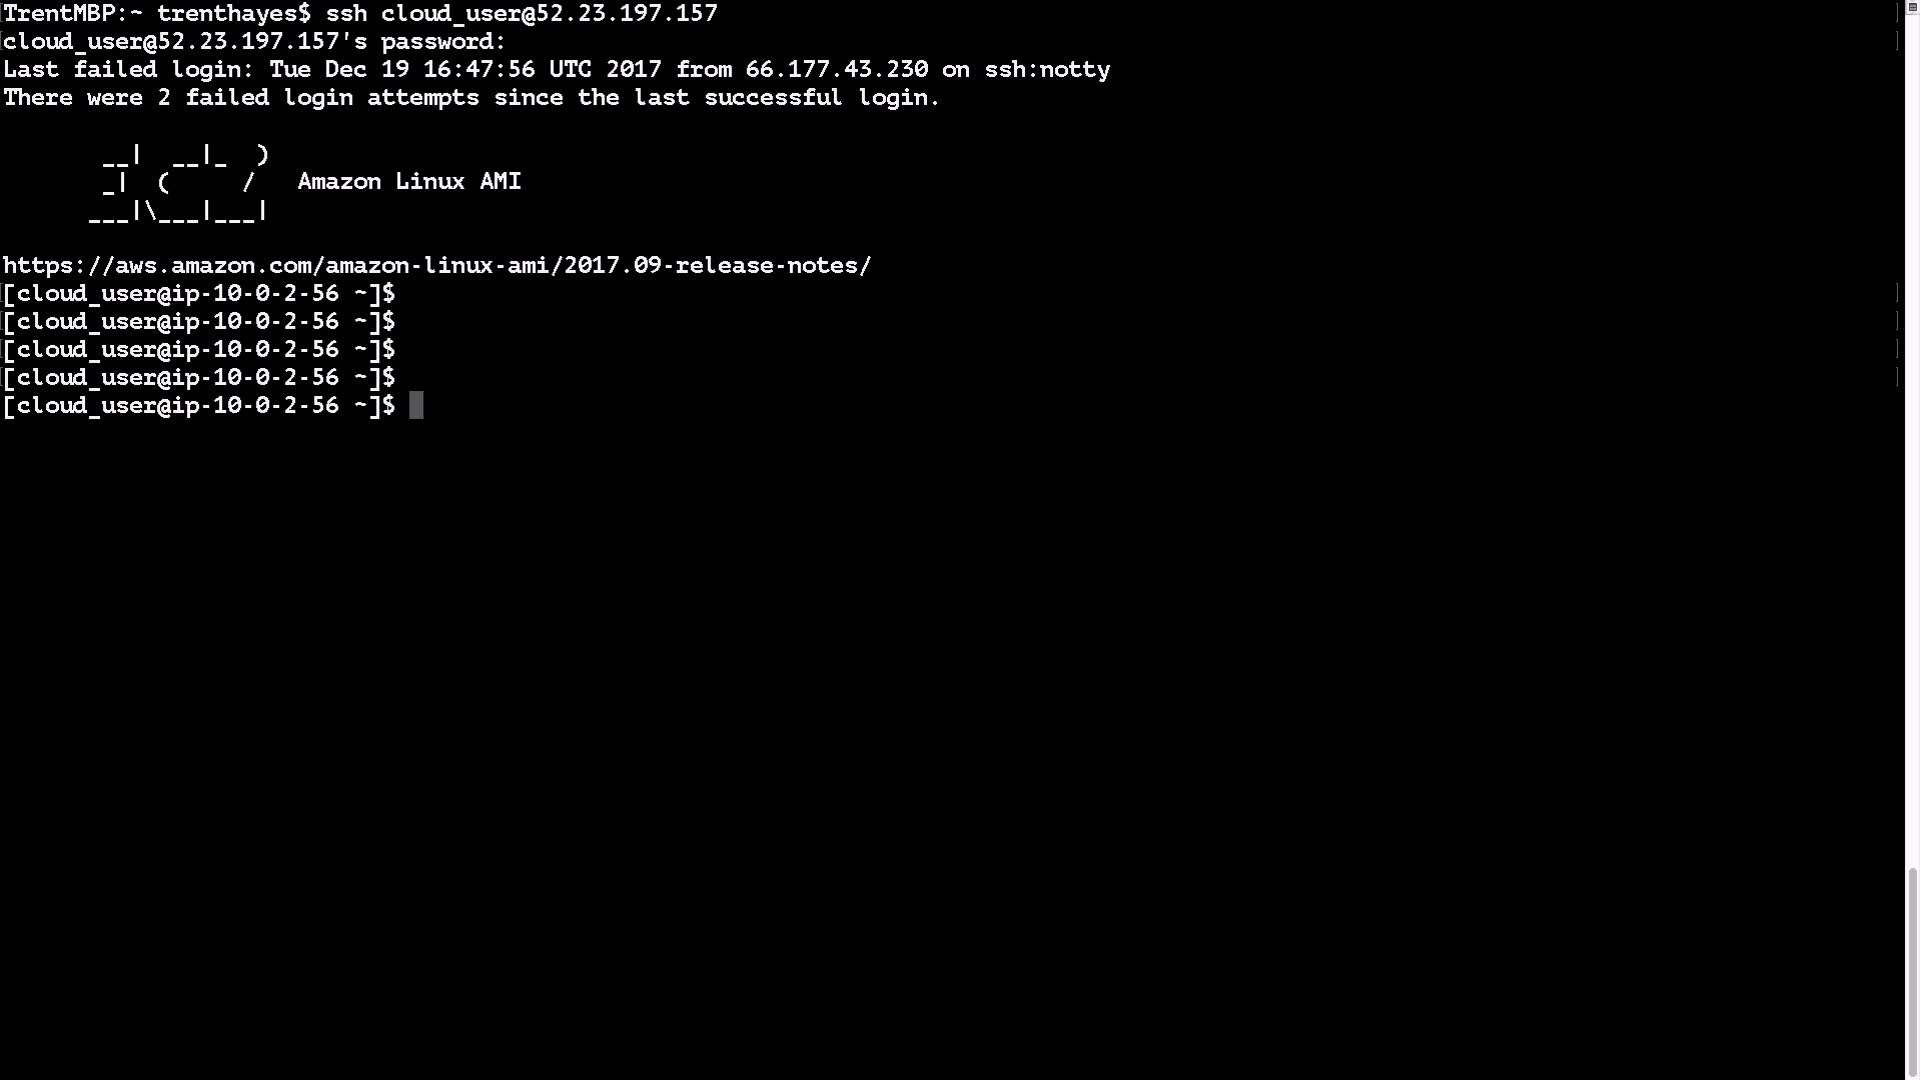 TrentMBP:~ trenthayes$ ssh cloud_user@52.23.197.157
cloud_user@52.23.197.157's password:
Last failed login: Tue Dec 19 16:47:56 UTC 2017 from 66.177.43.230 on ssh:notty
There were 2 failed login attempts since the last successful login.

       __|  __|_  )
       _|  (     /   Amazon Linux AMI
      ___|\___|___|

https://aws.amazon.com/amazon-linux-ami/2017.09-release-notes/
[cloud_user@ip-10-0-2-56 ~]$
[cloud_user@ip-10-0-2-56 ~]$
[cloud_user@ip-10-0-2-56 ~]$
[cloud_user@ip-10-0-2-56 ~]$
[cloud_user@ip-10-0-2-56 ~]$